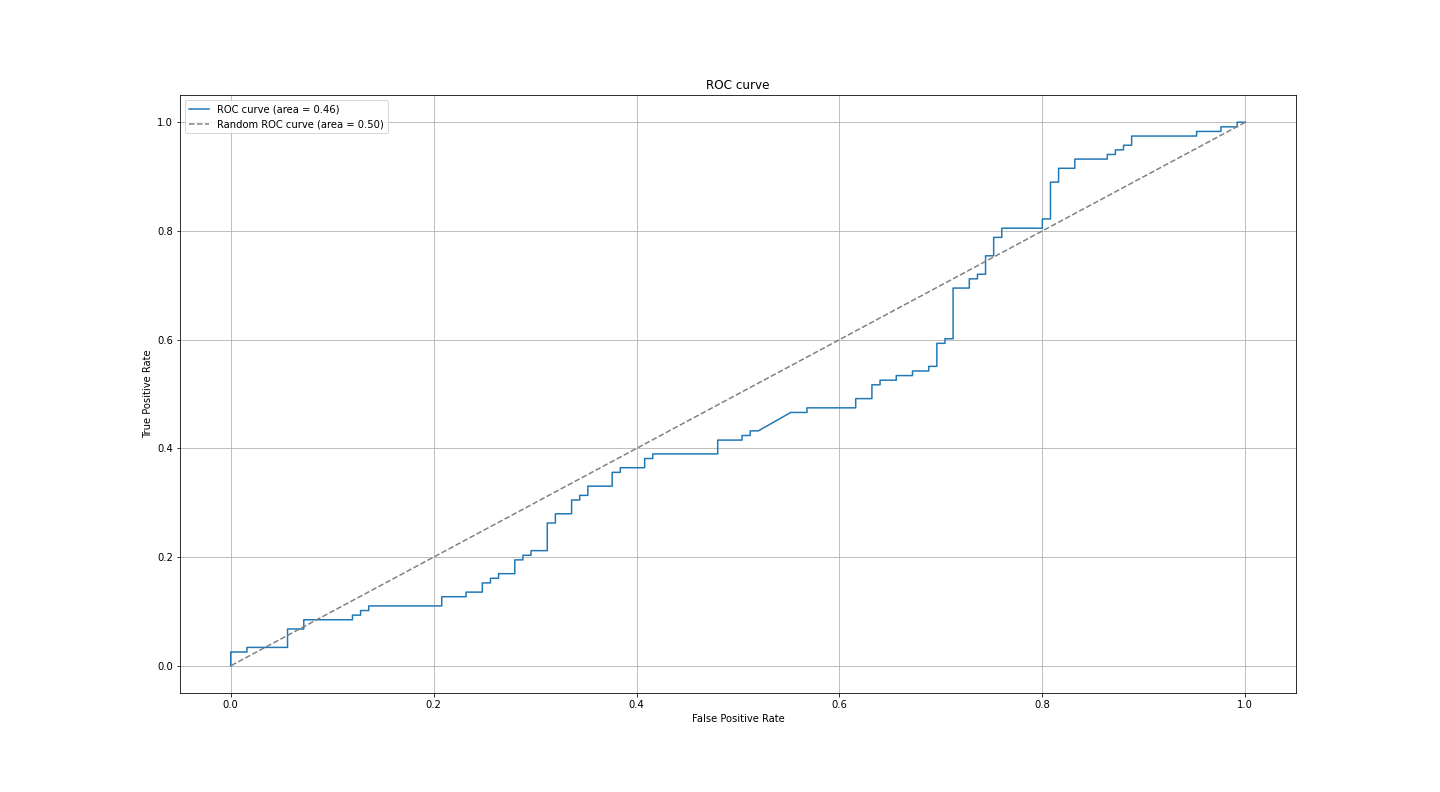 ROC curve
ROC curve (area = 0.46)
Random ROC curve (area = 0.50)
1.0
0.8
0.6
0.4
0.2
0.0
True Positive Rate
0.0 0.2 0.4 0.6 0.8 1.0
False Positive Rate